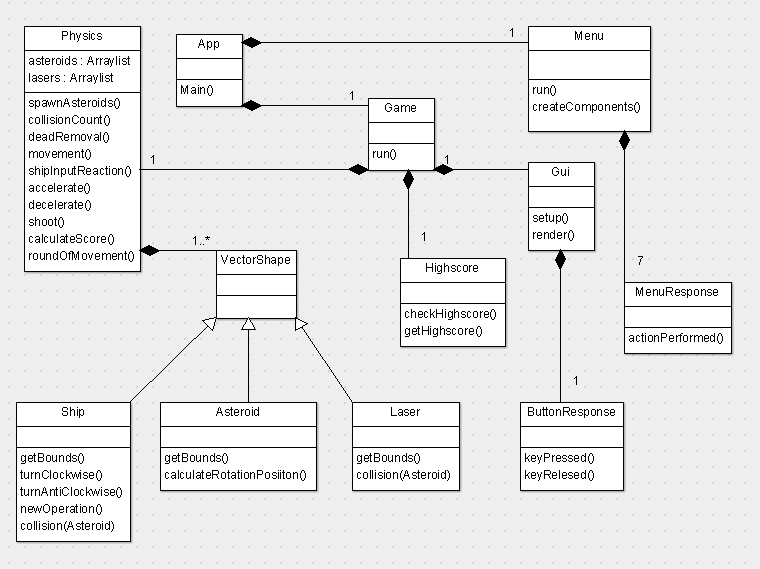 Physics
asteroids : Arraylist
lasers : Arraylist
spawnAsteroids()
collisionCount()
deadRemoval()
movement()
shipInputReaction()
accelerate()
decelerate()
shoot()
calculateScore()
roundOfMovement()
App
Main()
1
Menu
run()
createComponents()
1
Game
run()
1
1
Gui
setup()
render()
1..*
VectorShape
1
Highscore
checkHighscore()
getHighscore()
7
MenuResponse
actionPerformed()
1
Ship
getBounds()
turnClockwise()
turnAntiClockwise()
newOperation()
collision(Asteroid)
Asteroid
getBounds()
calculateRotationPosiiton()
Laser
getBounds()
collision(Asteroid)
ButtonResponse
keyPressed()
keyRelesed()